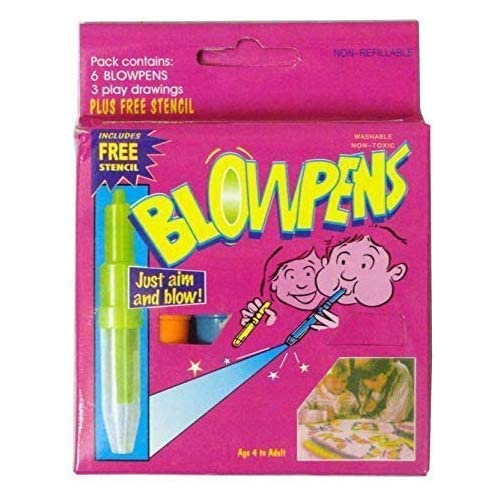 Pack contains:
6 BLOWPENS
3 play drawings
PLUS FREE STENCIL
NON-REFILLABLE
INCLUDES
FREE
STENCIL
WASHABLE
NON-TOXIC
BLOWPENS
Just aim
and blow!
Age 4 to Adult